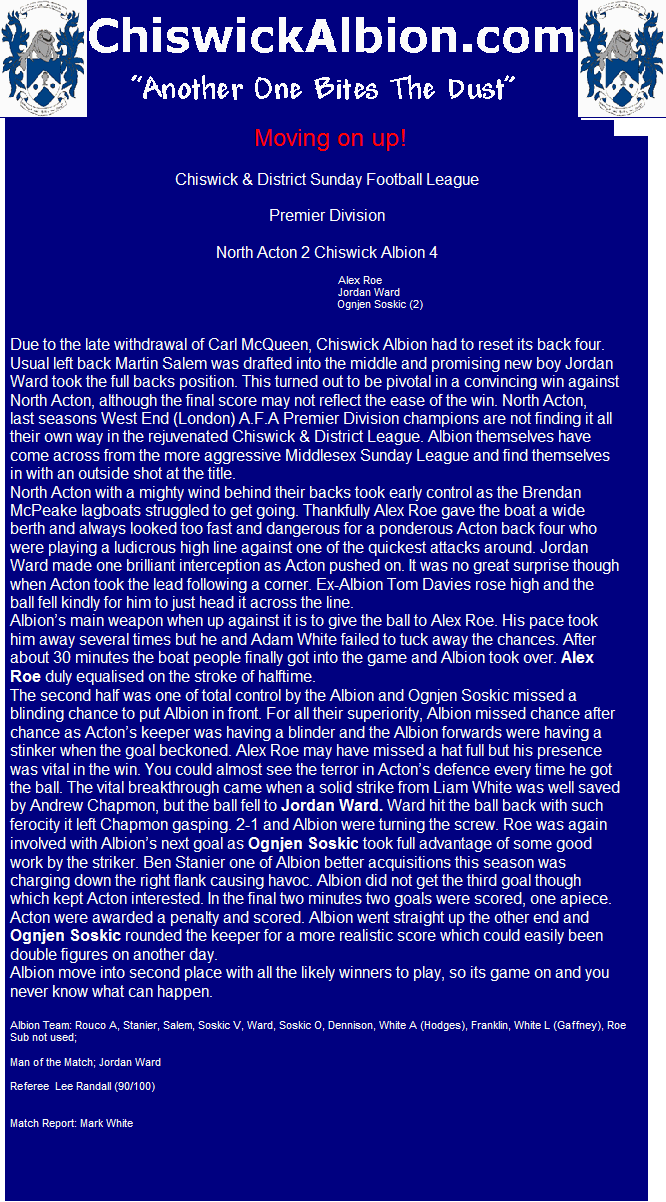 ChiswickAlbion.com
"Another One Bites The Dust"
Moving on up!
Chiswick & District Sunday Football League
Premier Division
North Acton 2 Chiswick Albion 4
Alex Roe
Jordan Ward
Ognjen Soskic (2)
Due to the late withdrawal of Carl McQueen, Chiswick Albion had to reset its back four.
Usual left back Martin Salem was drafted into the middle and promising new boy Jordan
Ward took the full backs position. This turned out to be pivotal in a convincing win against
North Acton, although the final score may not reflect the ease of the win. North Acton,
last seasons West End (London) A.F.A Premier Division champions are not finding it all
their own way in the rejuvenated Chiswick & District League. Albion themselves have
come across from the more aggressive Middlesex Sunday League and find themselves
in with an outside shot at the title.
North Acton with a mighty wind behind their backs took early control as the Brendan
McPeake lagboats struggled to get going. Thankfully Alex Roe gave the boat a wide
berth and always looked too fast and dangerous for a ponderous Acton back four who
were playing a ludicrous high line against one of the quickest attacks around. Jordan
Ward made one brilliant interception as Acton pushed on. It was no great surprise though
when Acton took the lead following a corner. Ex-Albion Tom Davies rose high and the
ball fell kindly for him to just head it across the line.
Albion's main weapon when up against it is to give the ball to Alex Roe. His pace took
him away several times but he and Adam White failed to tuck away the chances. After
about 30 minutes the boat people finally got into the game and Albion took over. Alex
Roe duly equalised on the stroke of halftime.
The second half was one of total control by the Albion and Ognjen Soskic missed a
blinding chance to put Albion in front. For all their superiority, Albion missed chance after
chance as Acton's keeper was having a blinder and the Albion forwards were having a
stinker when the goal beckoned. Alex Roe may have missed a hat full but his presence
was vital in the win. You could almost see the terror in Acton's defence every time he got
the ball. The vital breakthrough came when a solid strike from Liam White was well saved
by Andrew Chapmon, but the ball fell to Jordan Ward. Ward hit the ball back with such
ferocity it left Chapmon gasping. 2-1 and Albion were turning the screw. Roe was again
involved with Albion's next goal as Ognjen Soskic took full advantage of some good
work by the striker. Ben Stanier one of Albion better acquisitions this season was
charging down the right flank causing havoc. Albion did not get the third goal though
which kept Acton interested. In the final two minutes two goals were scored, one apiece.
Acton were awarded a penalty and scored. Albion went straight up the other end and
Ognjen Soskic rounded the keeper for a more realistic score which could easily been
double figures on another day.
Albion move into second place with all the likely winners to play, so its game on and you
never know what can happen.
Albion Team: Rouco A, Stanier, Salem, Soskic V, Ward, Soskic O, Dennison, White A (Hodges), Franklin, White L (Gaffney), Roe
Sub not used;
Man of the Match; Jordan Ward
Referee Lee Randall (90/100)
Match Report: Mark White